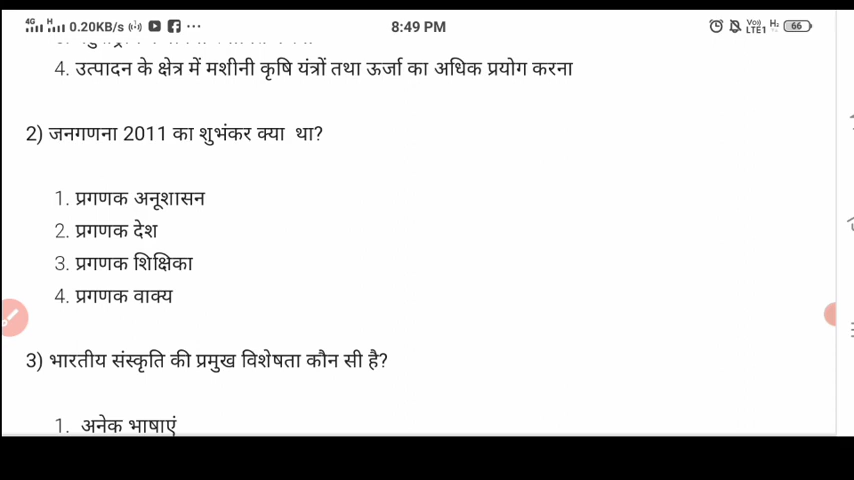 4G H 0.20KB/s ... 8:49 PM Vo) LTE1 H2 66
4. उत्पादन के क्षेत्र में मशीनी कृषि यंत्रों तथा ऊर्जा का अधिक प्रयोग करना
2) जनगणना 2011 का शुभंकर क्या था?
1. प्रगणक अनूशासन
2. प्रगणक देश
3. प्रगणक शिक्षिका
4. प्रगणक वाक्य
3) भारतीय संस्कृति की प्रमुख विशेषता कौन सी है?
1. अनेक भाषाएं